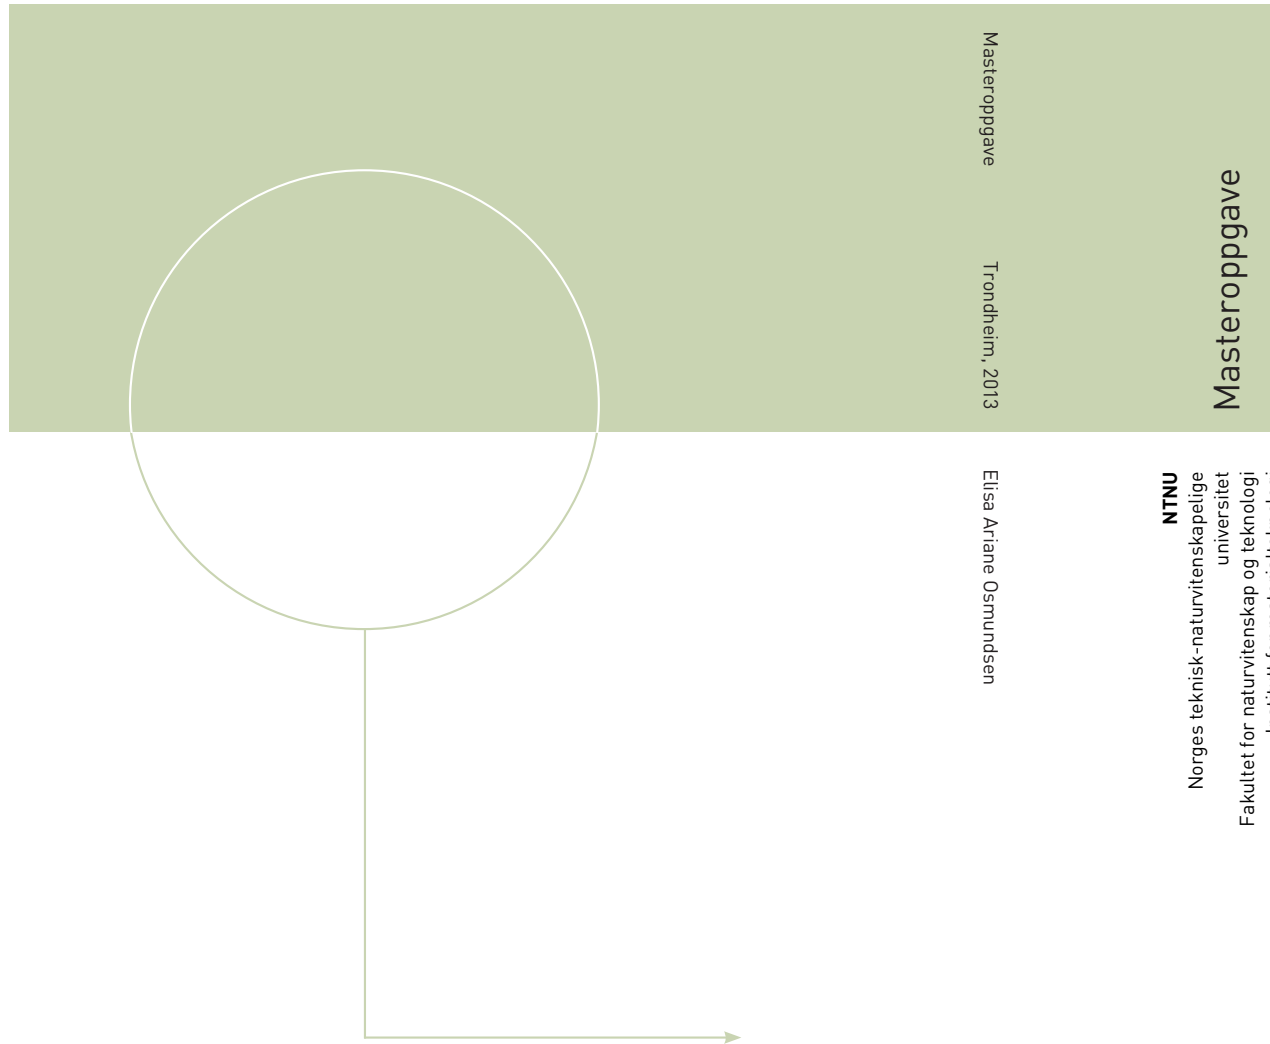 Masteroppgave
Trondheim, 2013
Elisa Ariane Osmundsen
Masteroppgave
NTNU
Norges teknisk-naturvitenskapelige
universitet
Fakultet for naturvitenskap og teknologi